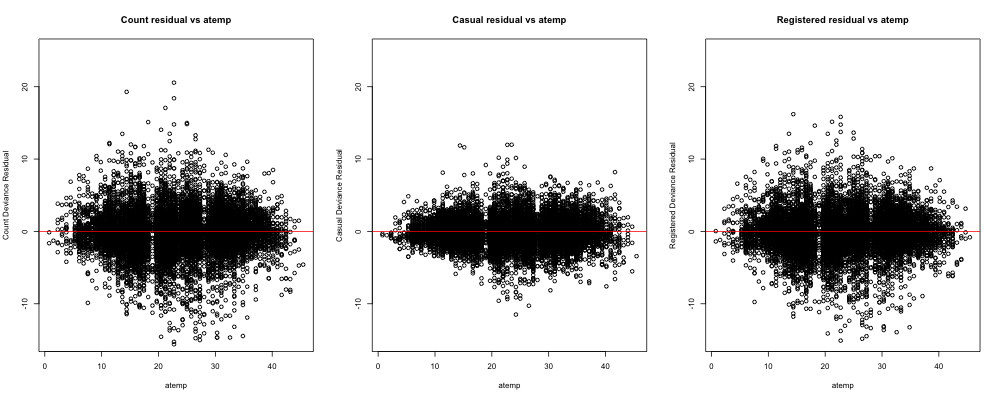 Count residual vs atemp
Count Deviance Residual
20
10
0
-10
0 10 20 30 40
atemp
Casual residual vs atemp
Casual Deviance Residual
20
10
0
-10
0 10 20 30 40
atemp
Registered residual vs atemp
Registered Deviance Residual
20
10
0
-10
0 10 20 30 40
atemp